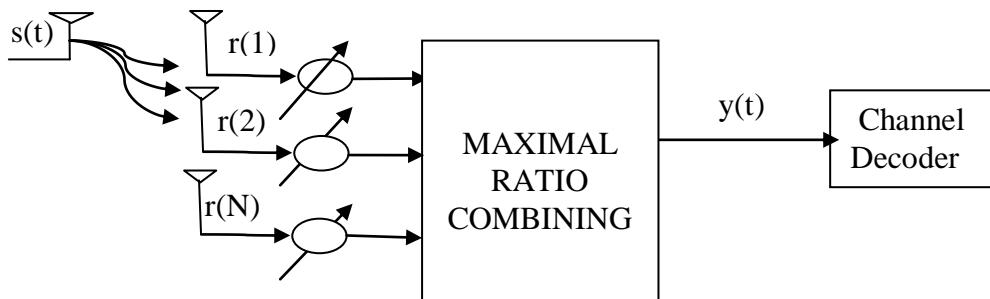 s(t)
r(1)
r(2)
r(N)
MAXIMAL
RATIO
COMBINING
y(t)
Channel
Decoder